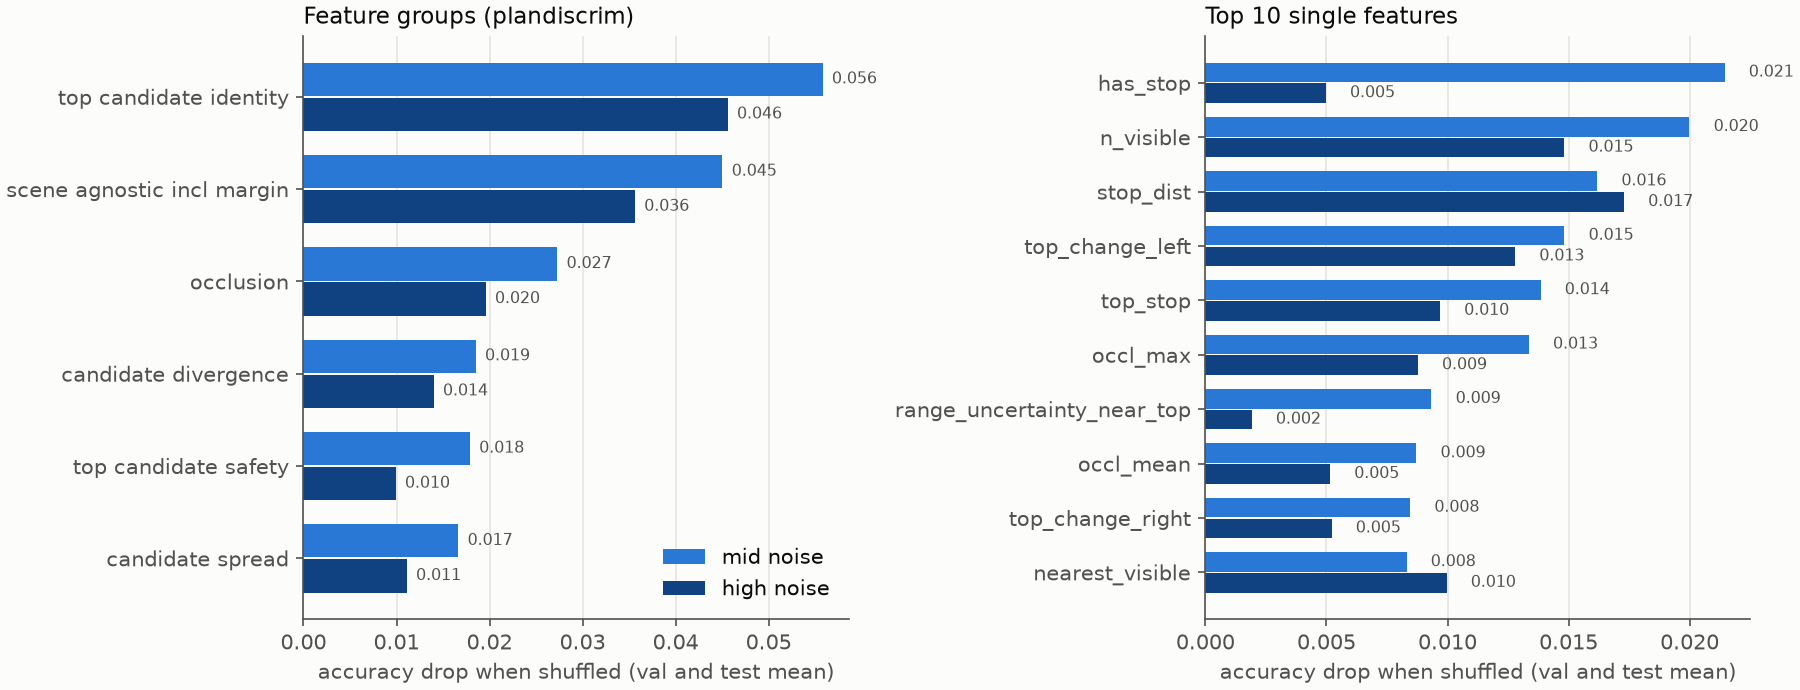 Feature groups (plandiscrim)
top candidate identity
0.056
0.046
scene agnostic incl margin
0.045
0.036
occlusion
0.027
0.020
candidate divergence
0.019
0.014
top candidate safety
0.018
0.010
candidate spread
0.017
0.011
mid noise
high noise
0.00 0.01 0.02 0.03 0.04 0.05
accuracy drop when shuffled (val and test mean)
Top 10 single features
has_stop
0.021
0.005
n_visible
0.020
0.015
stop_dist
0.016
0.017
top_change_left
0.015
0.013
top_stop
0.014
0.010
occl_max
0.013
0.009
range_uncertainty_near_top
0.009
0.002
occl_mean
0.009
0.005
top_change_right
0.008
0.005
nearest_visible
0.008
0.010
0.000 0.005 0.010 0.015 0.020
accuracy drop when shuffled (val and test mean)